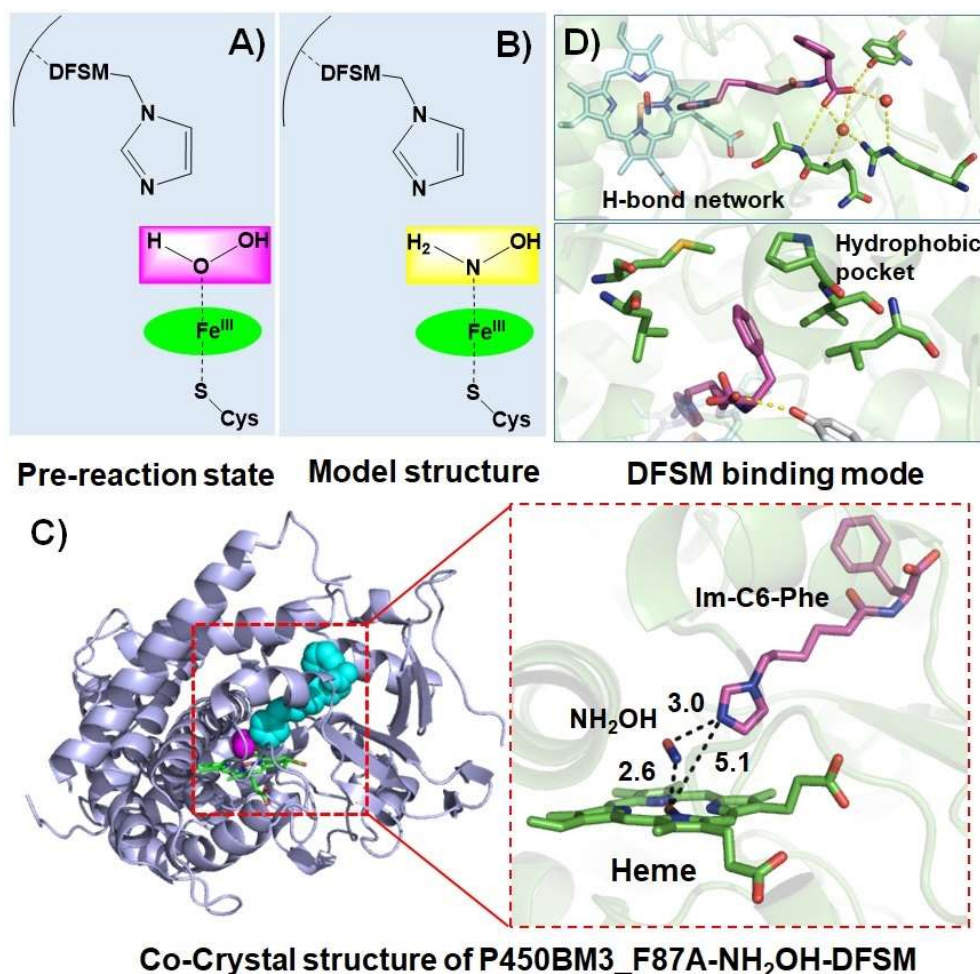 A)
DFSM
N
N
H
OH
O
Fe^III
S
Cys
Pre-reaction state
B)
DFSM
N
N
H₂
OH
N
Fe^III
S
Cys
Model structure
D)
H-bond network
Hydrophobic
pocket
DFSM binding mode
C)
Im-C6-Phe
NH₂OH
3.0
2.6
5.1
Heme
Co-Crystal structure of P450BM3_F87A-NH₂OH-DFSM